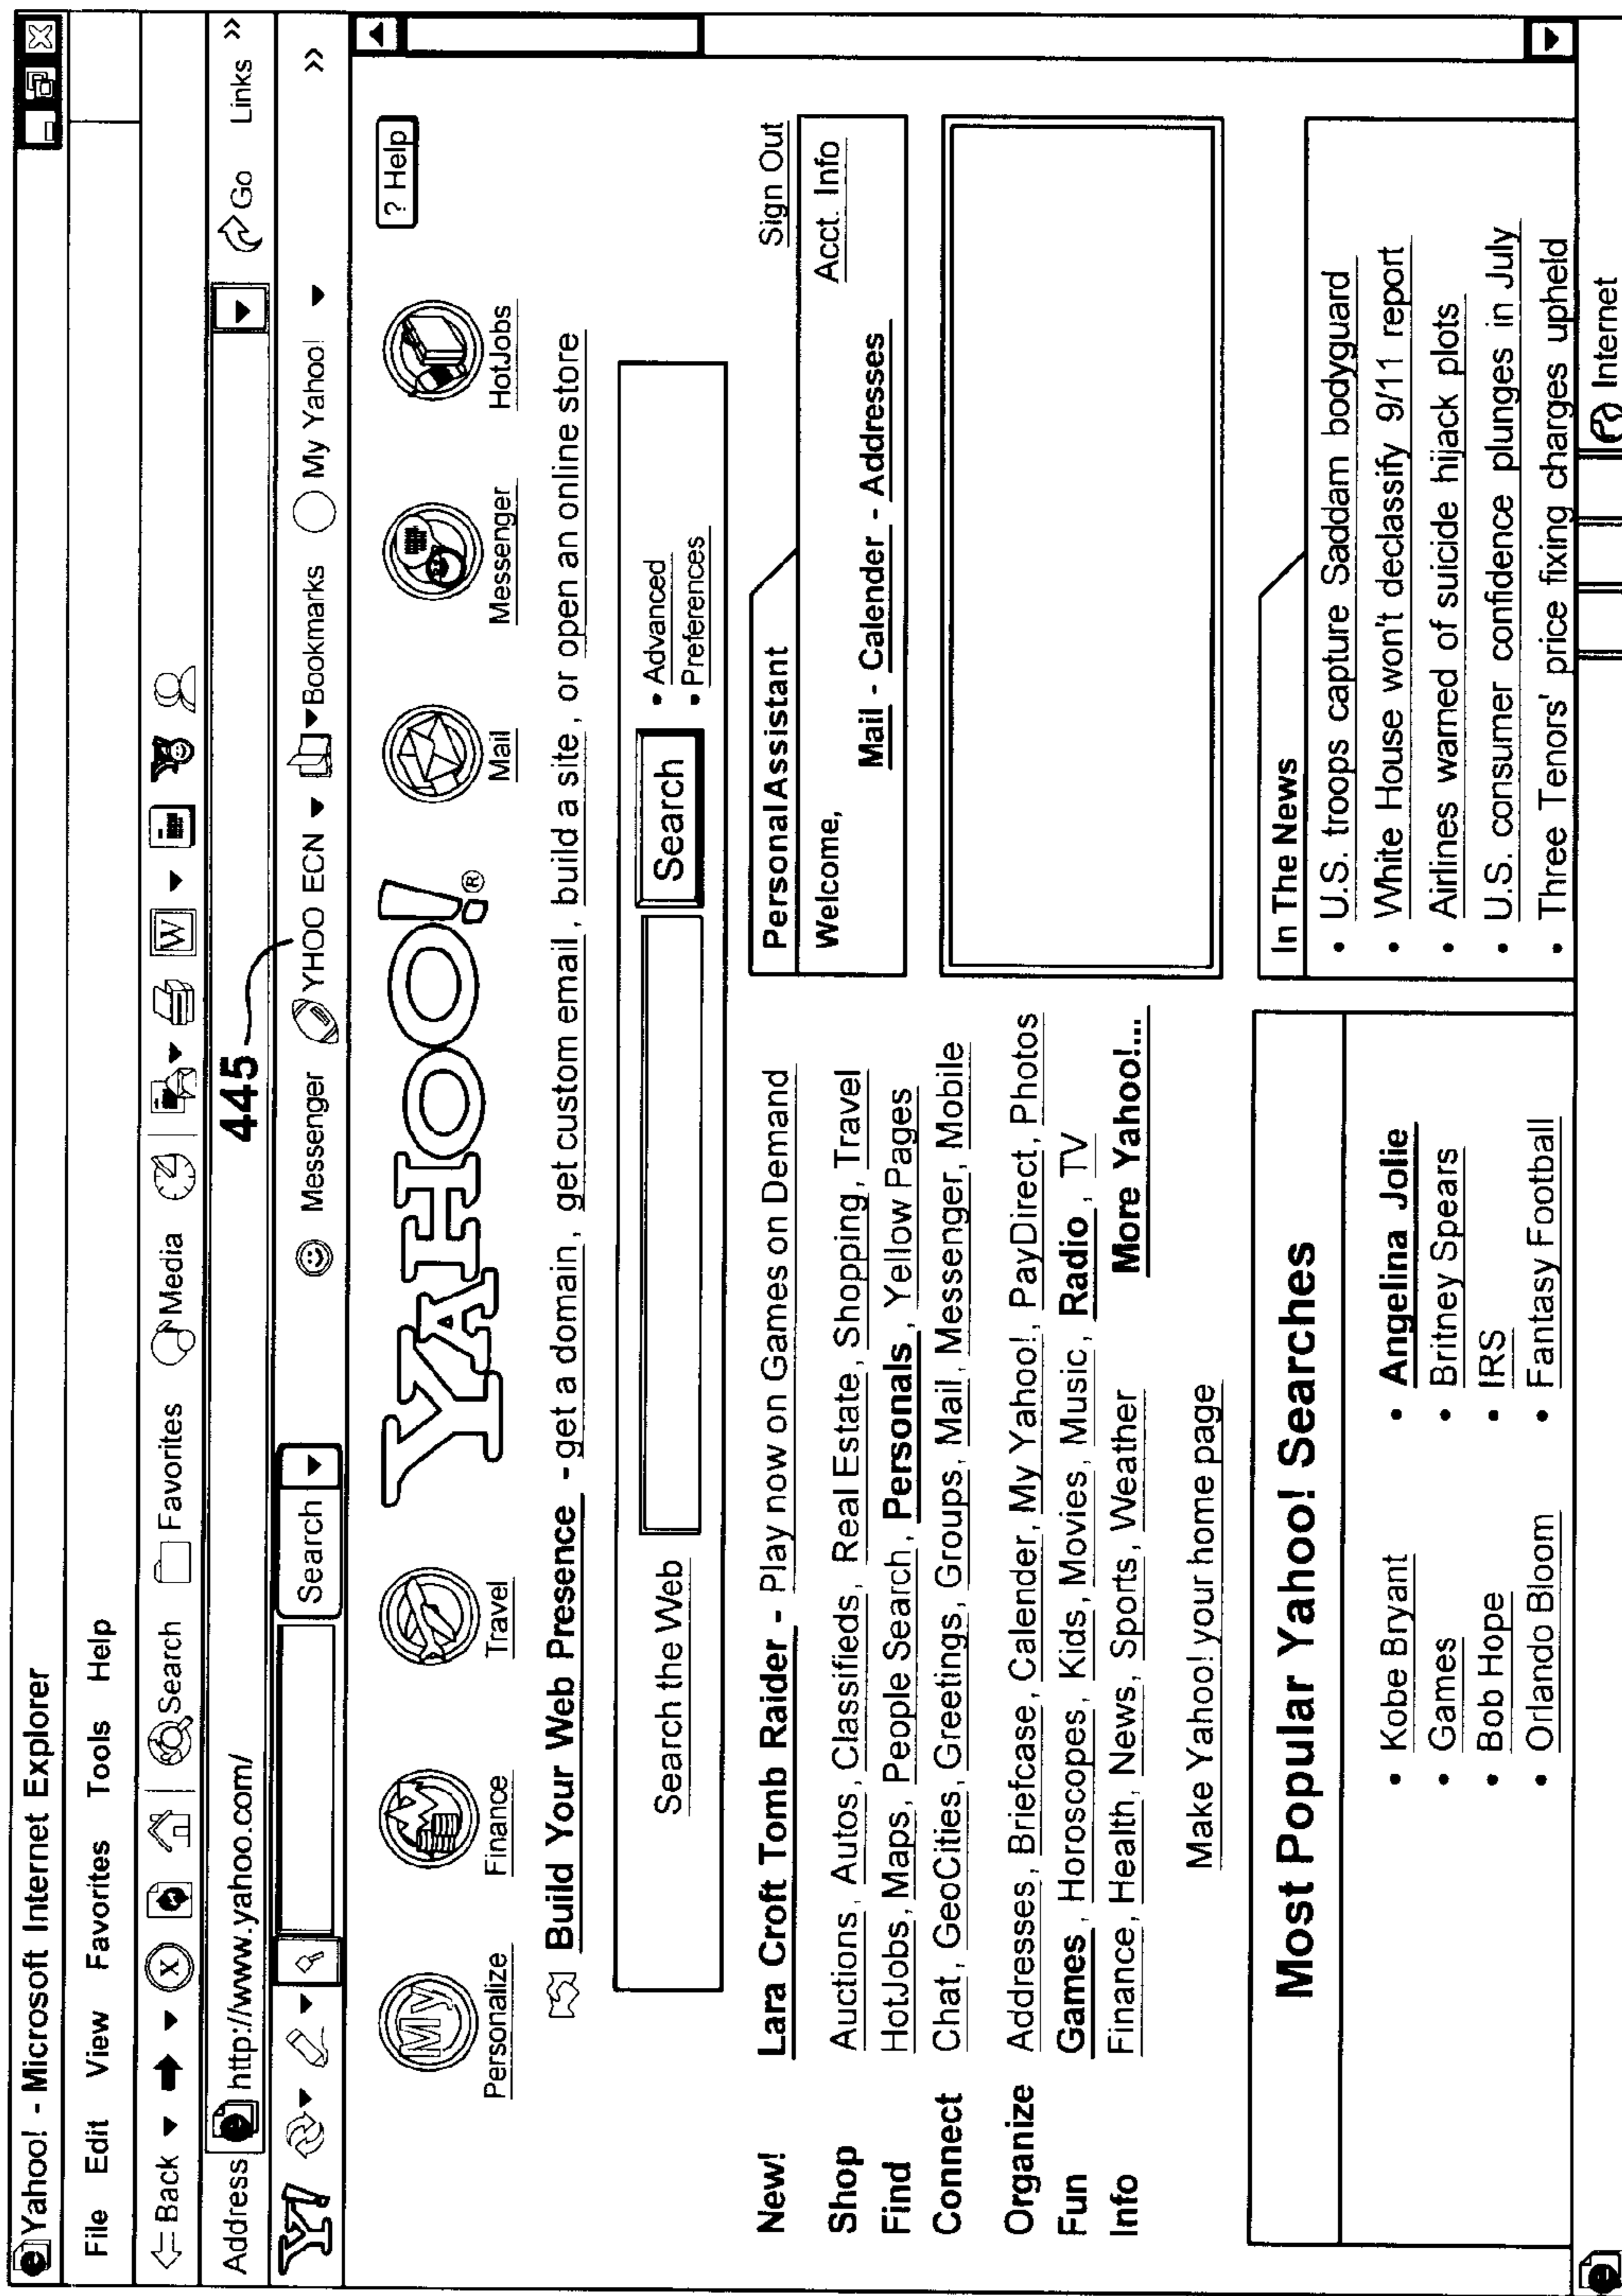 Yahoo! - Microsoft Internet Explorer
File Edit View Favorites Tools Help
Back X Search Favorites Media W
Address http://www.yahoo.com/ Go Links >>
445
Y! Search Messenger YHOO ECN Bookmarks My Yahoo! >>
My YAHOO!® ? Help
Personalize Finance Travel Mail Messenger HotJobs
Build Your Web Presence - get a domain, get custom email, build a site, or open an online store
Search the Web Search • Advanced
• Preferences
New! Lara Croft Tomb Raider - Play now on Games on Demand
Shop Auctions, Autos, Classifieds, Real Estate, Shopping, Travel
Find HotJobs, Maps, People Search, Personals, Yellow Pages
Connect Chat, GeoCities, Greetings, Groups, Mail, Messenger, Mobile
Organize Addresses, Briefcase, Calender, My Yahoo!, PayDirect, Photos
Fun Games, Horoscopes, Kids, Movies, Music, Radio, TV
Info Finance, Health, News, Sports, Weather More Yahoo!...
Make Yahoo! your home page
Sign Out
Personal Assistant
Welcome, Acct. Info
Mail - Calender - Addresses
Most Popular Yahoo! Searches
• Kobe Bryant • Angelina Jolie
• Games • Britney Spears
• Bob Hope • IRS
• Orlando Bloom • Fantasy Football
In The News
• U.S. troops capture Saddam bodyguard
• White House won't declassify 9/11 report
• Airlines warned of suicide hijack plots
• U.S. consumer confidence plunges in July
• Three Tenors' price fixing charges upheld
Internet